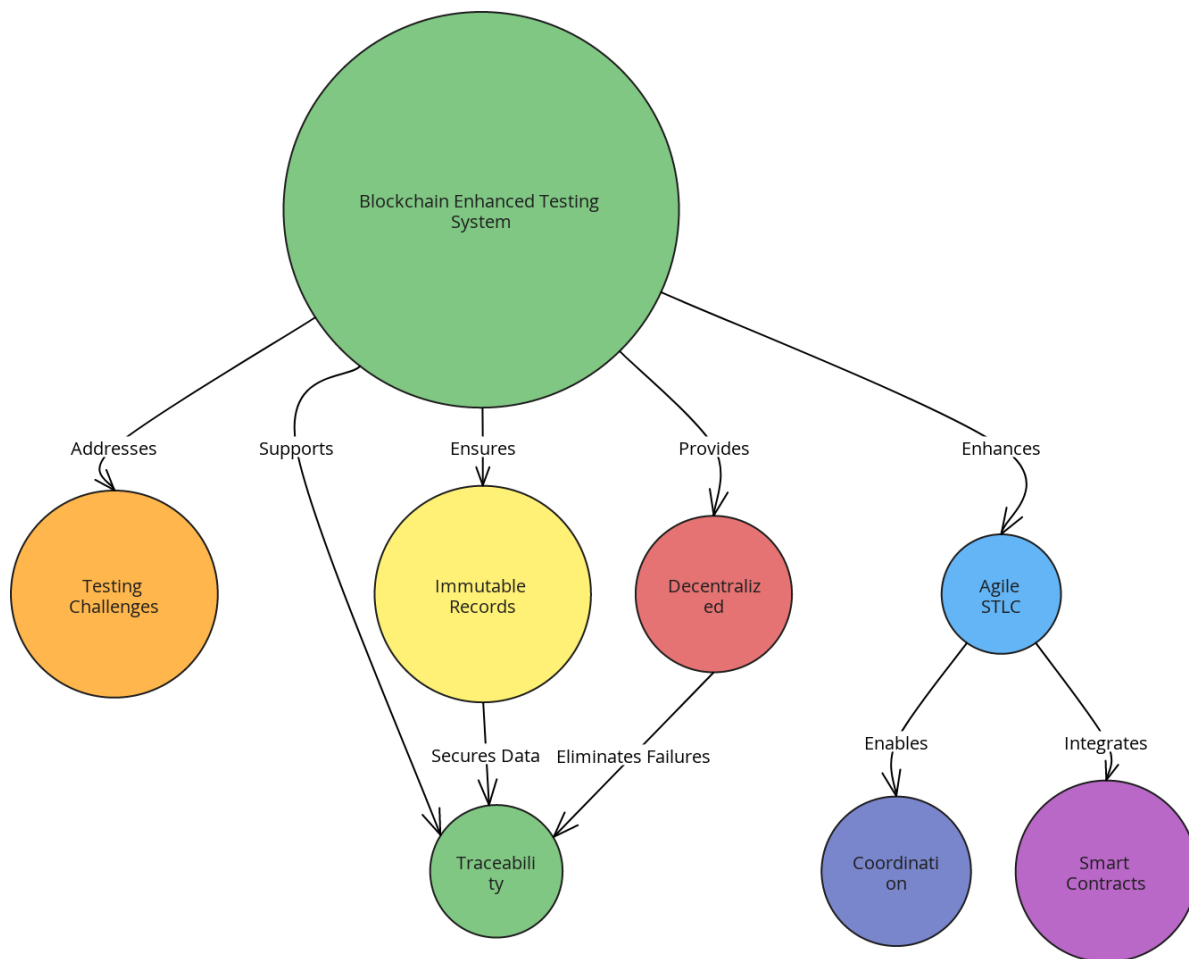 Blockchain Enhanced Testing
System
Addresses
Supports
Ensures
Provides
Enhances
Testing
Challenges
Immutable
Records
Decentraliz
ed
Agile
STLC
Secures Data
Eliminates Failures
Enables
Integrates
Traceabili
ty
Coordinati
on
Smart
Contracts